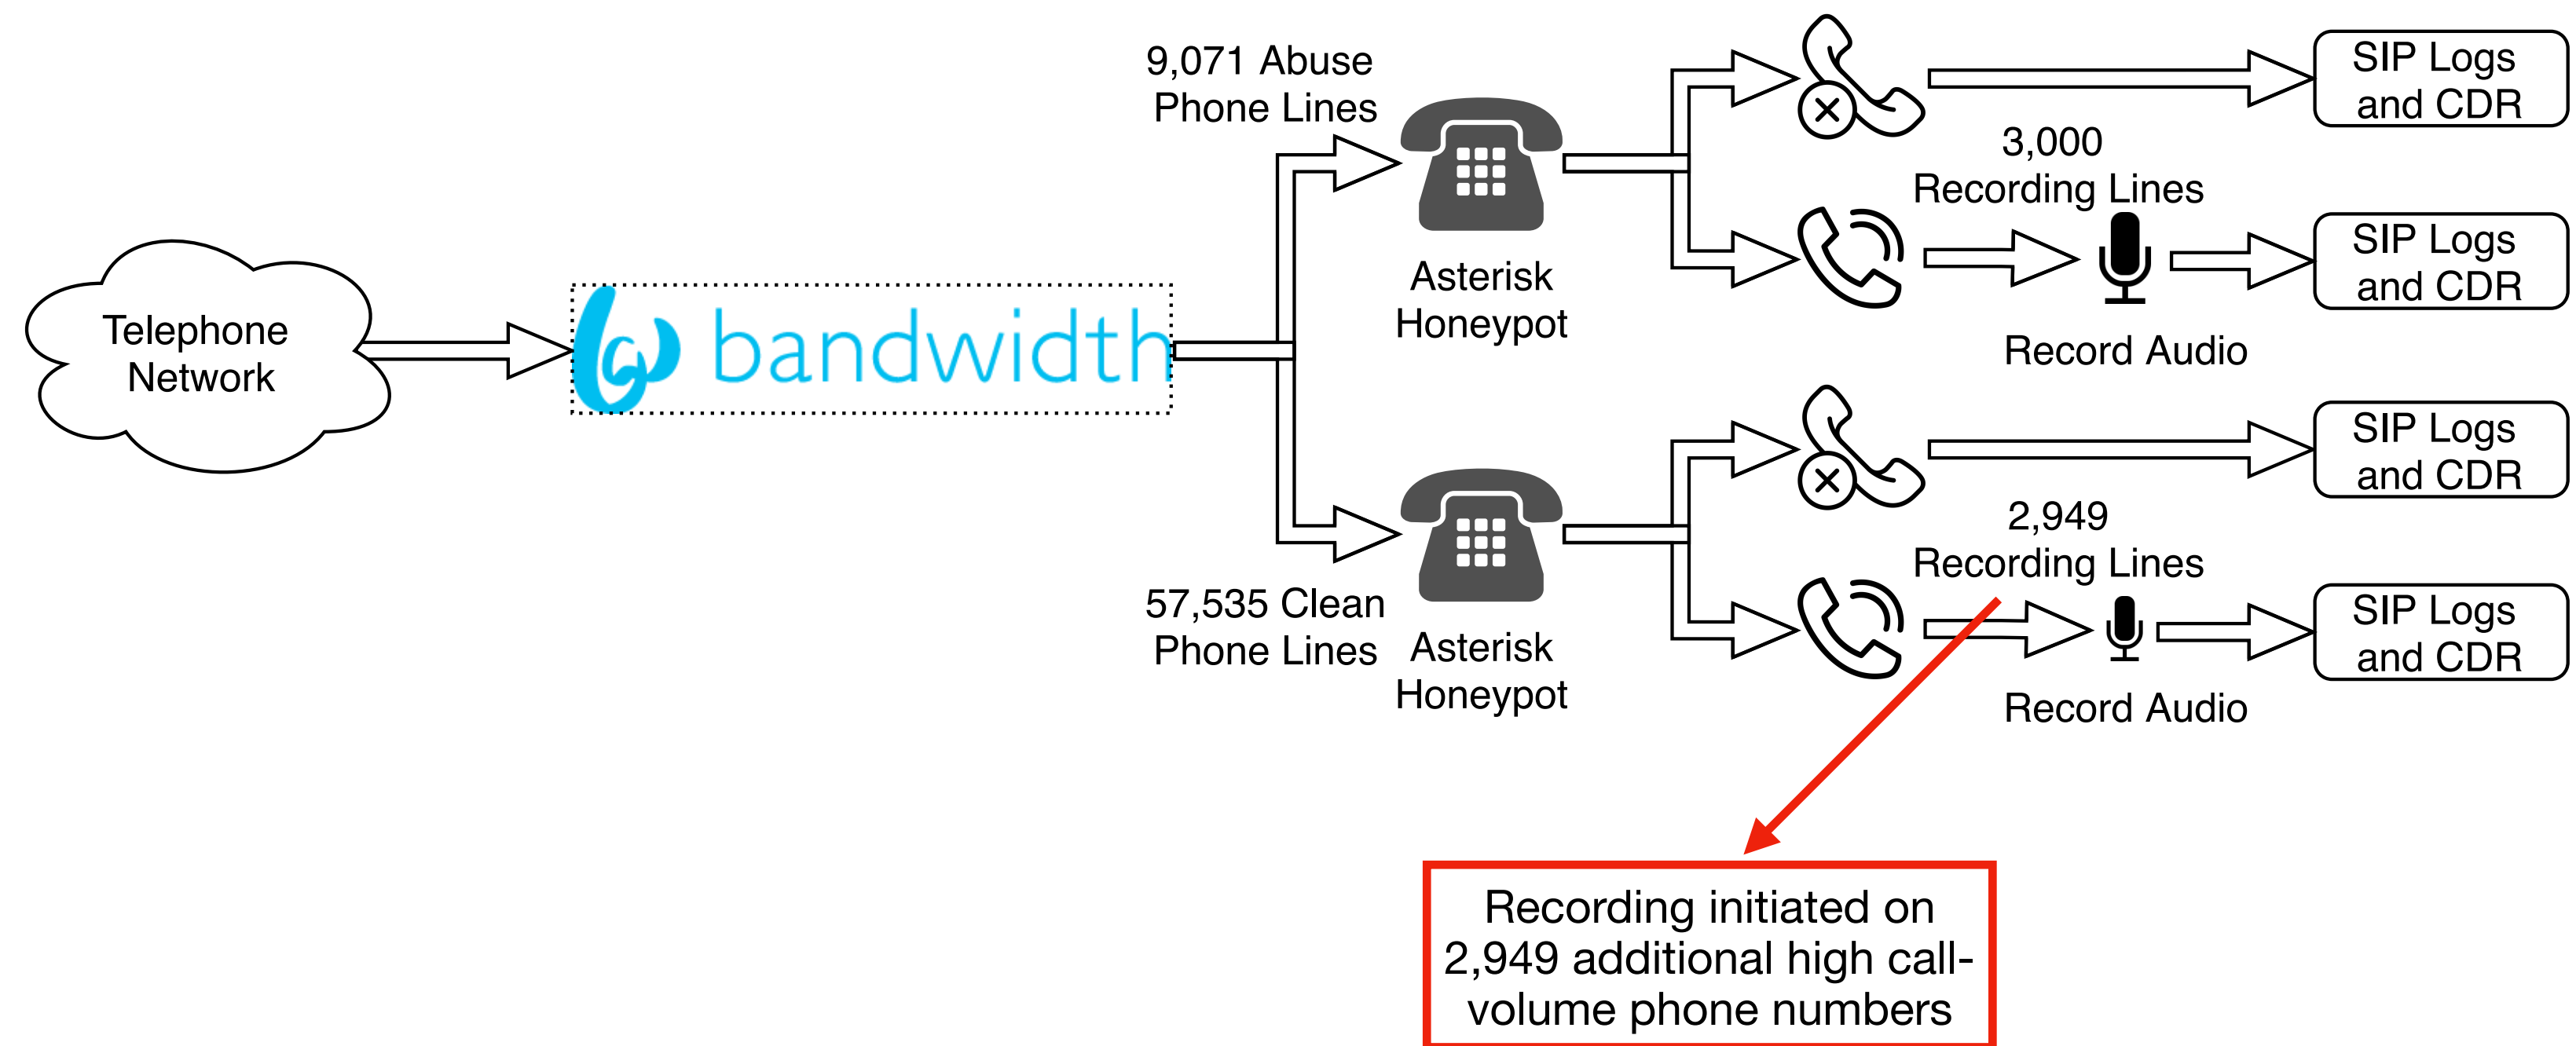 Telephone
Network
bandwidth
9,071 Abuse
Phone Lines
Asterisk
Honeypot
3,000
Recording Lines
Record Audio
SIP Logs
and CDR
SIP Logs
and CDR
57,535 Clean
Phone Lines
Asterisk
Honeypot
2,949
Recording Lines
Record Audio
SIP Logs
and CDR
SIP Logs
and CDR
Recording initiated on
2,949 additional high call-
volume phone numbers